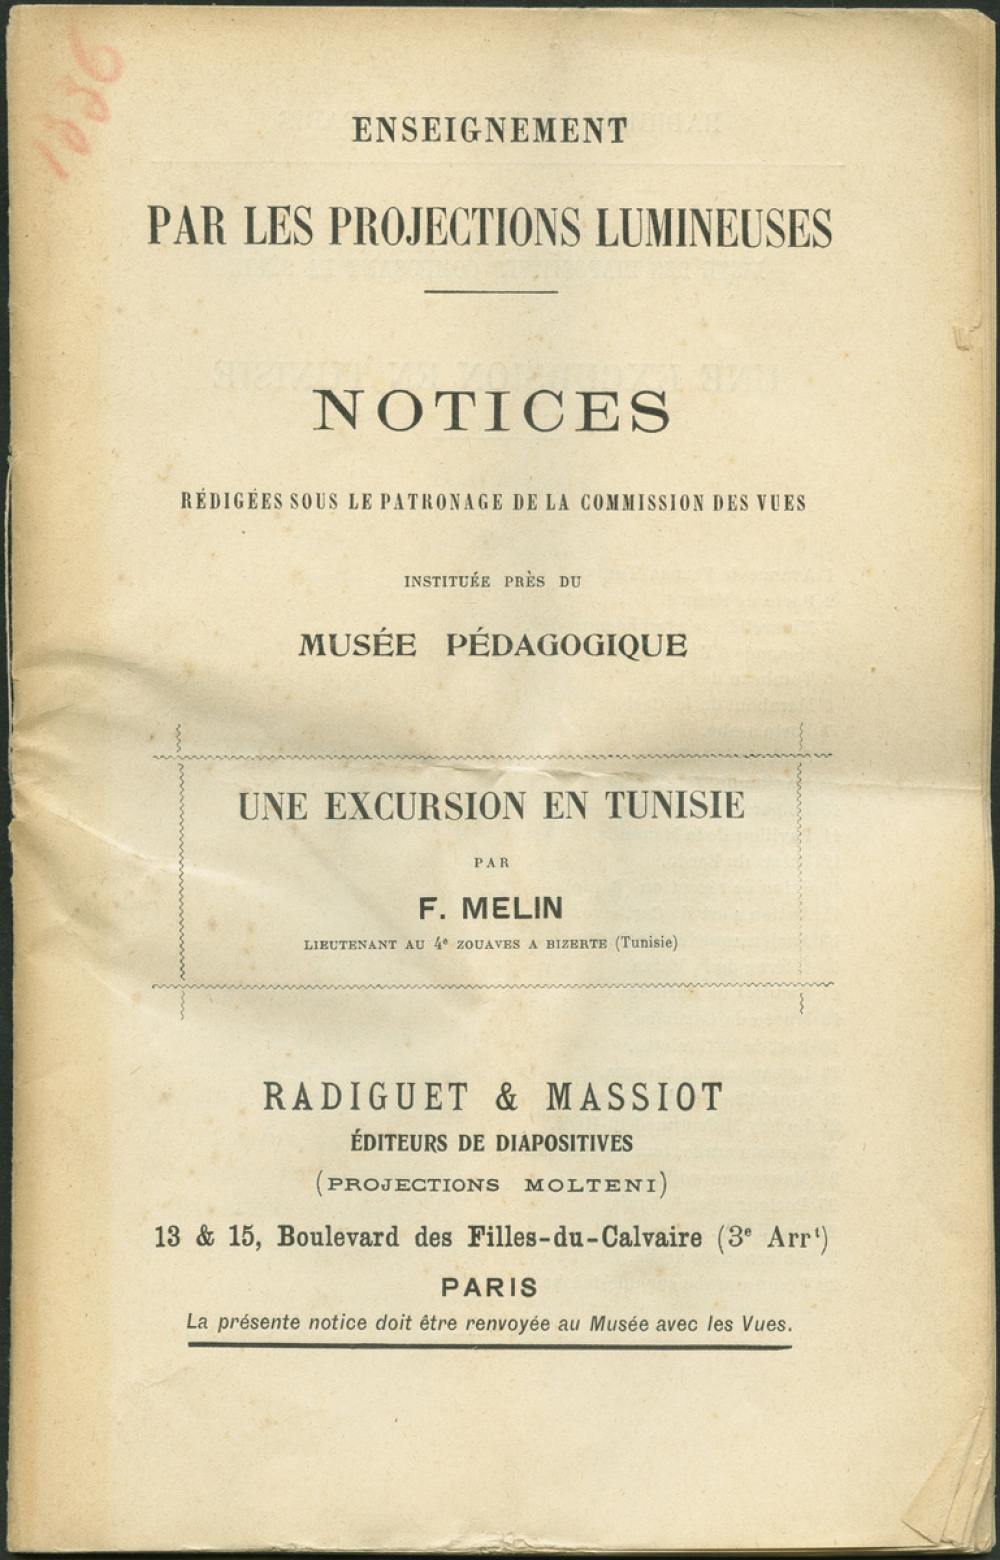 1886
ENSEIGNEMENT
PAR LES PROJECTIONS LUMINEUSES
NOTICES
RÉDIGÉES SOUS LE PATRONAGE DE LA COMMISSION DES VUES
INSTITUÉE PRÈS DU
MUSÉE PÉDAGOGIQUE
UNE EXCURSION EN TUNISIE
PAR
F. MELIN
LIEUTENANT AU 4e ZOUAVES A BIZERTE (Tunisie)
RADIGUET & MASSIOT
ÉDITEURS DE DIAPOSITIVES
(PROJECTIONS MOLTENI)
13 & 15, Boulevard des Filles-du-Calvaire (3e Arrt)
PARIS
La présente notice doit être renvoyée au Musée avec les Vues.